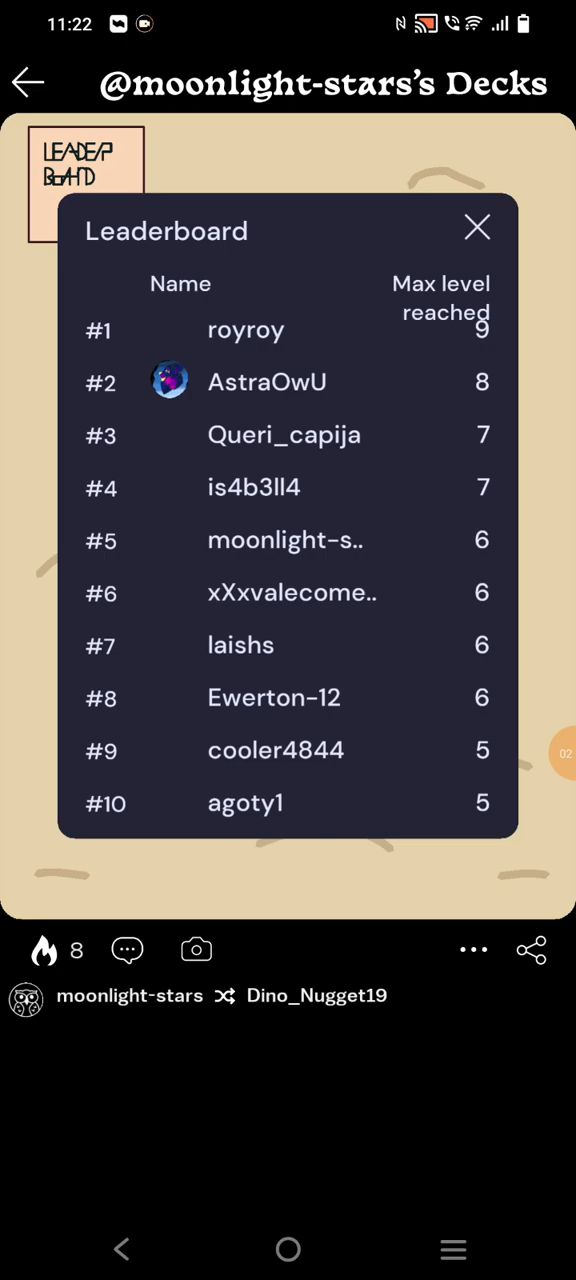 11:22
@moonlight-stars's Decks
LEADER
BOARD
Leaderboard
Name Max level
reached
#1 royroy 9
#2 AstraOwU 8
#3 Queri_capija 7
#4 is4b3ll4 7
#5 moonlight-s.. 6
#6 xXxvalecome.. 6
#7 laishs 6
#8 Ewerton-12 6
#9 cooler4844 5
#10 agoty1 5
02
8
moonlight-stars Dino_Nugget19